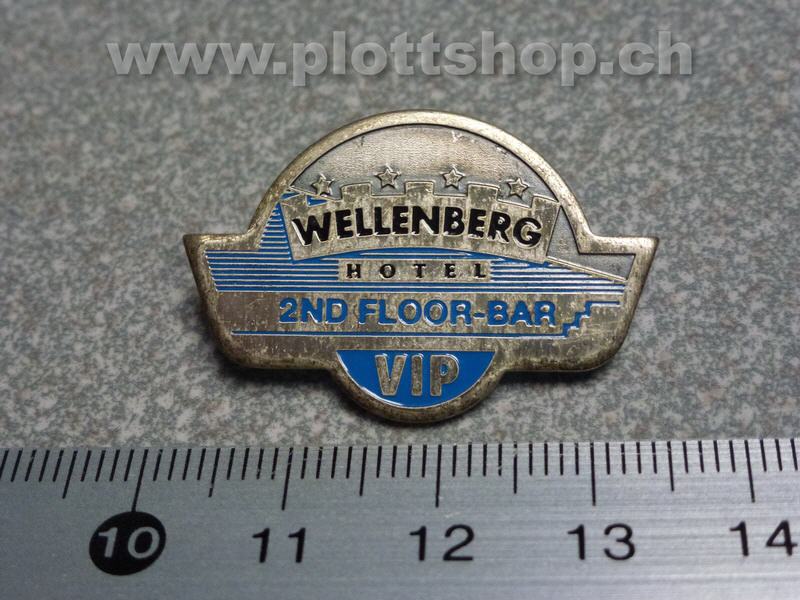 www.plottshop.ch
WELLENBERG
HOTEL
2ND FLOOR-BAR
VIP
10 11 12 13 14